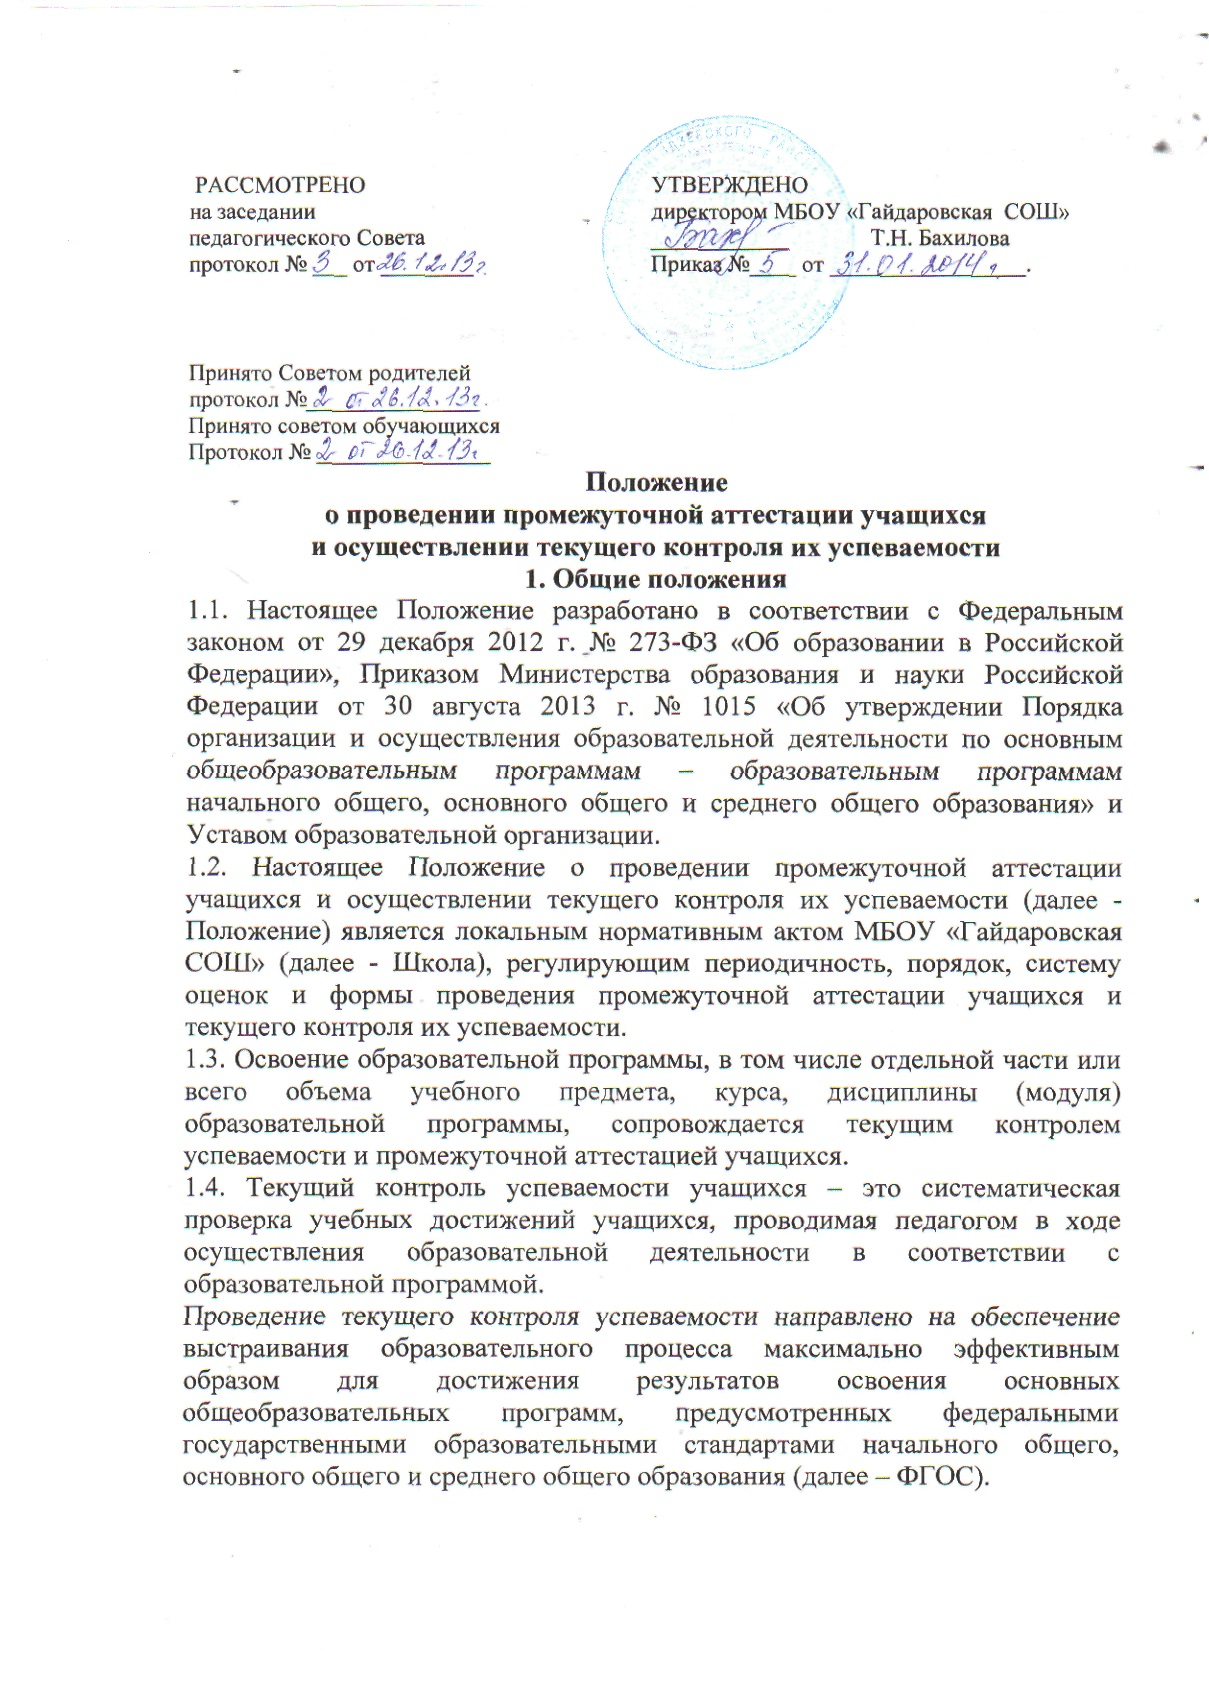 РАССМОТРЕНО
на заседании
педагогического Совета
протокол № 3 от 26.12.13г.
УТВЕРЖДЕНО
директором МБОУ «Гайдаровская СОШ»
Т.Н. Бахилова
Приказ № 5 от 31.01.2014г.
Принято Советом родителей
протокол № 2 от 26.12.13г.
Принято советом обучающихся
Протокол № 2 от 26.12.13г
Положение
о проведении промежуточной аттестации учащихся
и осуществлении текущего контроля их успеваемости
1. Общие положения
1.1. Настоящее Положение разработано в соответствии с Федеральным
законом от 29 декабря 2012 г. № 273-ФЗ «Об образовании в Российской
Федерации», Приказом Министерства образования и науки Российской
Федерации от 30 августа 2013 г. № 1015 «Об утверждении Порядка
организации и осуществления образовательной деятельности по основным
общеобразовательным программам – образовательным программам
начального общего, основного общего и среднего общего образования» и
Уставом образовательной организации.
1.2. Настоящее Положение о проведении промежуточной аттестации
учащихся и осуществлении текущего контроля их успеваемости (далее -
Положение) является локальным нормативным актом МБОУ «Гайдаровская
СОШ» (далее - Школа), регулирующим периодичность, порядок, систему
оценок и формы проведения промежуточной аттестации учащихся и
текущего контроля их успеваемости.
1.3. Освоение образовательной программы, в том числе отдельной части или
всего объема учебного предмета, курса, дисциплины (модуля)
образовательной программы, сопровождается текущим контролем
успеваемости и промежуточной аттестацией учащихся.
1.4. Текущий контроль успеваемости учащихся – это систематическая
проверка учебных достижений учащихся, проводимая педагогом в ходе
осуществления образовательной деятельности в соответствии с
образовательной программой.
Проведение текущего контроля успеваемости направлено на обеспечение
выстраивания образовательного процесса максимально эффективным
образом для достижения результатов освоения основных
общеобразовательных программ, предусмотренных федеральными
государственными образовательными стандартами начального общего,
основного общего и среднего общего образования (далее – ФГОС).